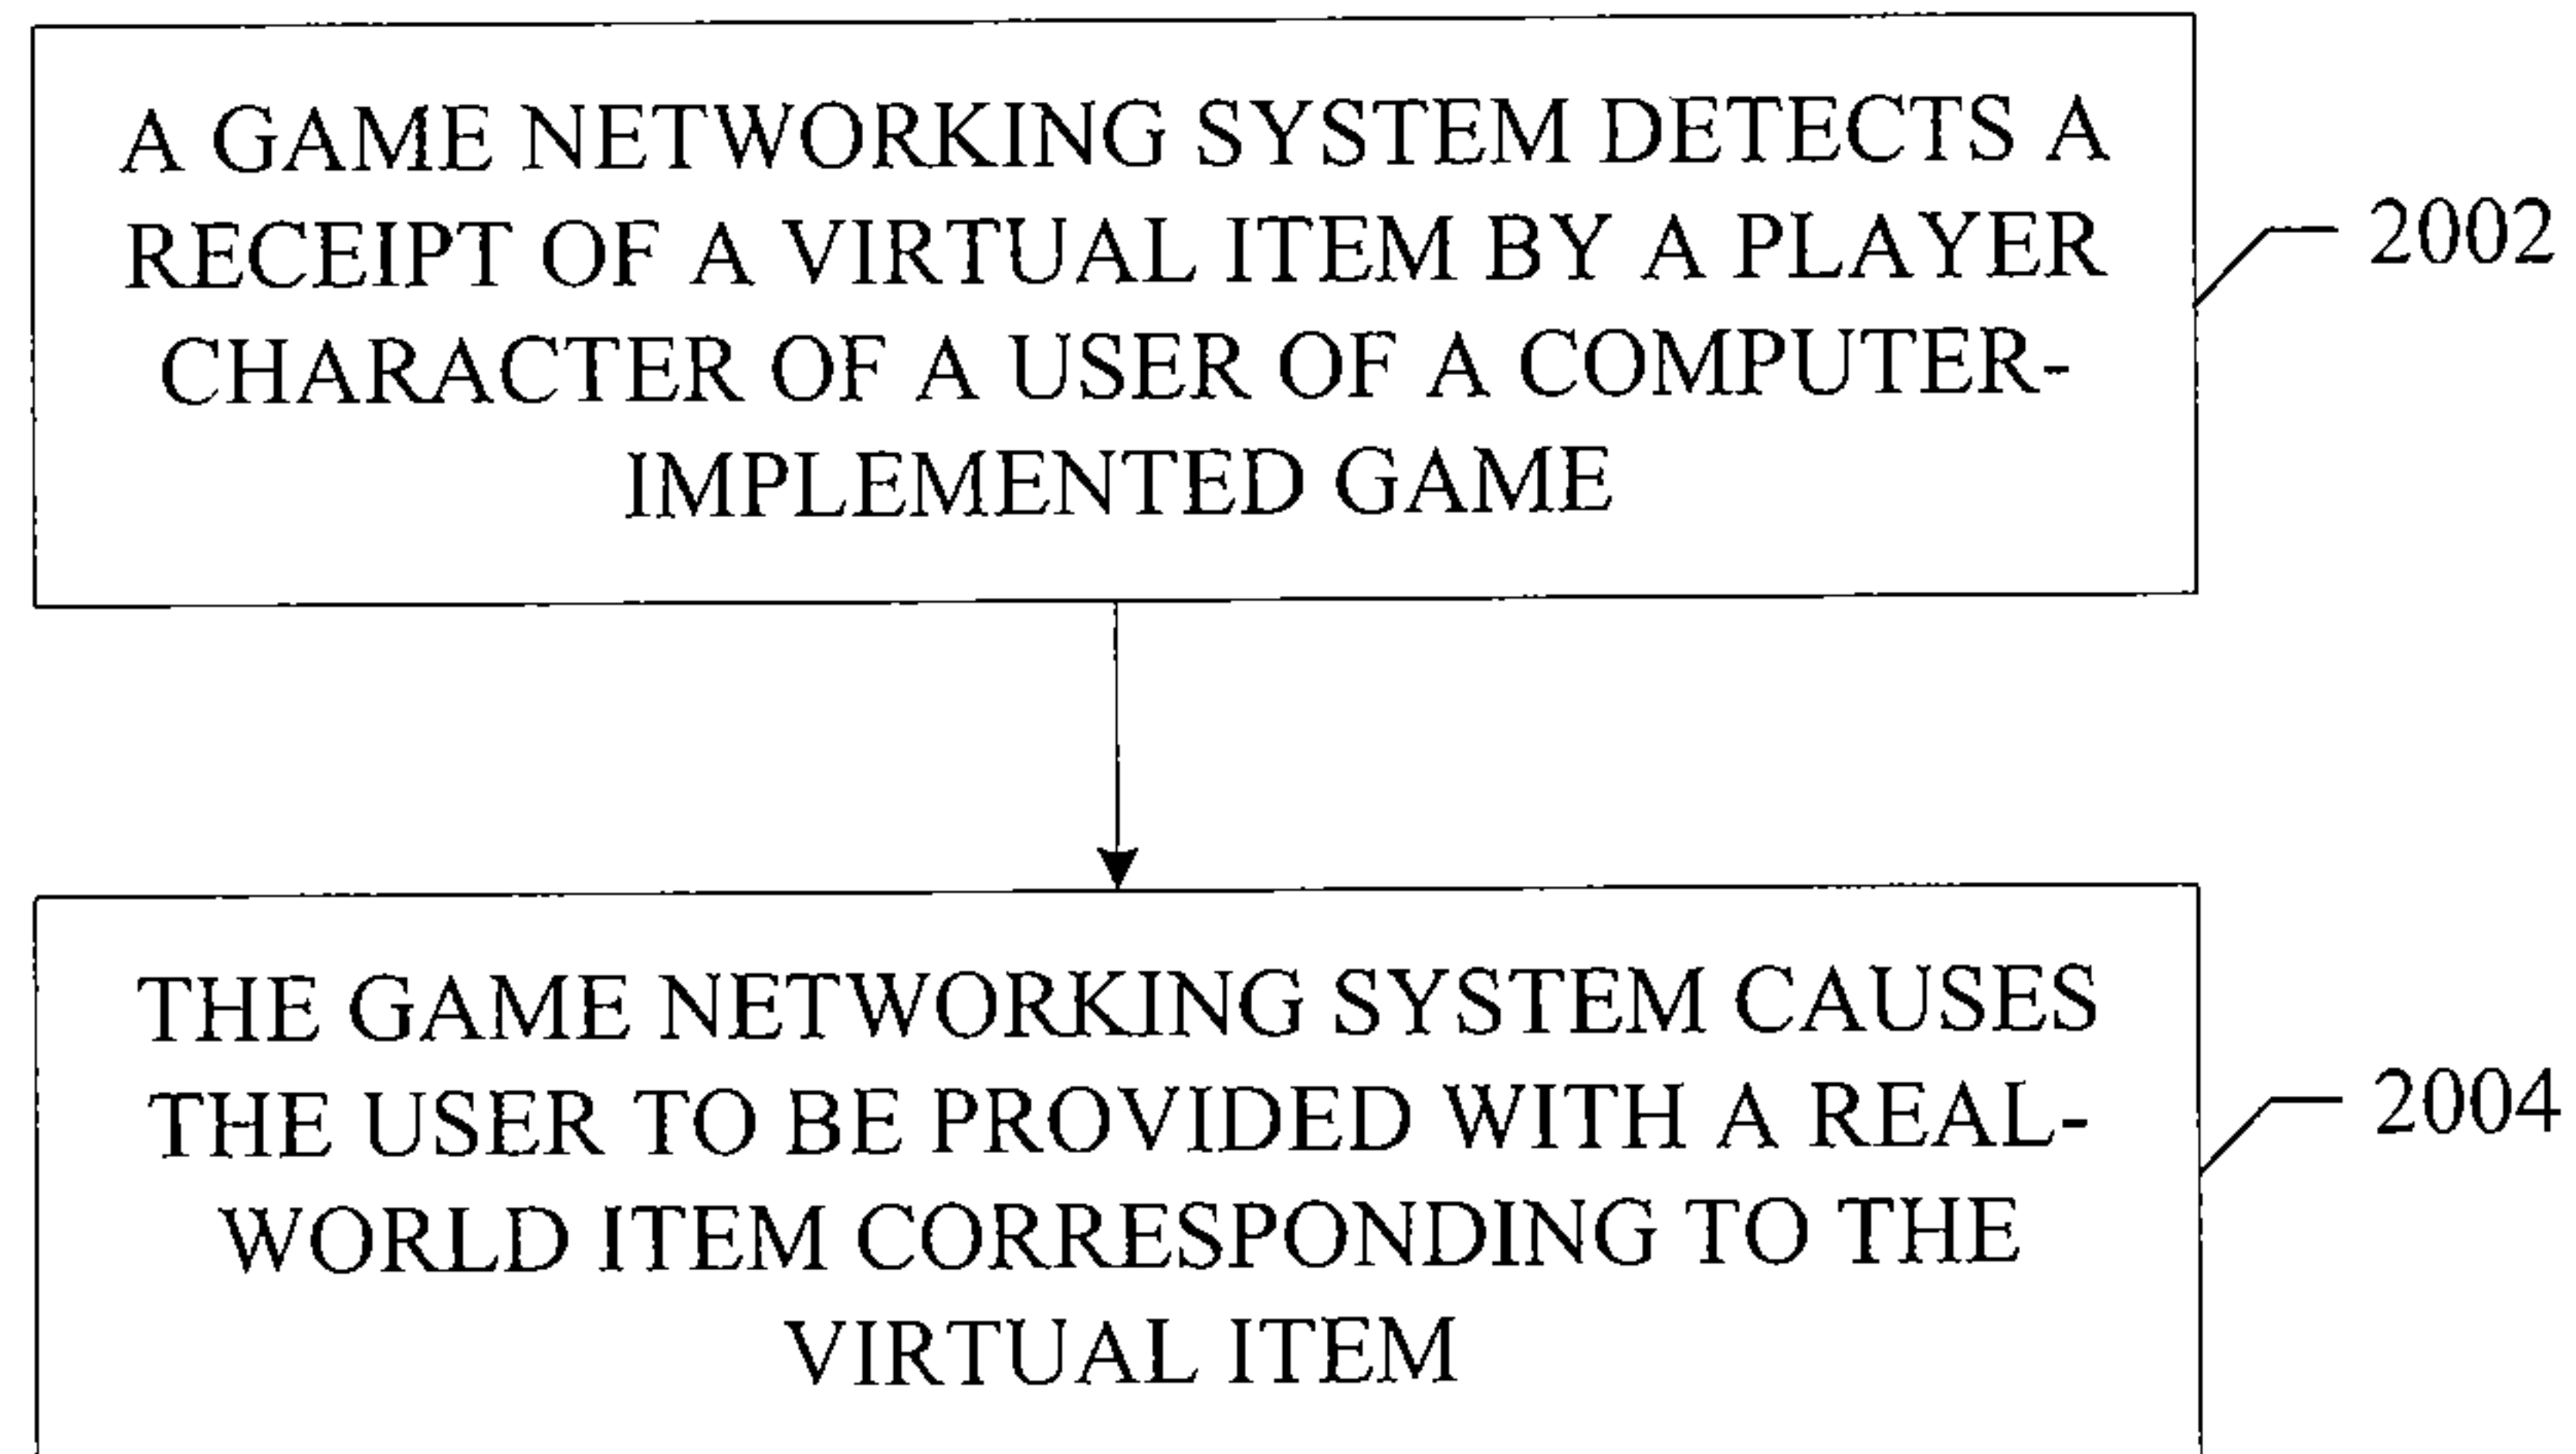 A GAME NETWORKING SYSTEM DETECTS A
RECEIPT OF A VIRTUAL ITEM BY A PLAYER
CHARACTER OF A USER OF A COMPUTER-
IMPLEMENTED GAME
2002
THE GAME NETWORKING SYSTEM CAUSES
THE USER TO BE PROVIDED WITH A REAL-
WORLD ITEM CORRESPONDING TO THE
VIRTUAL ITEM
2004